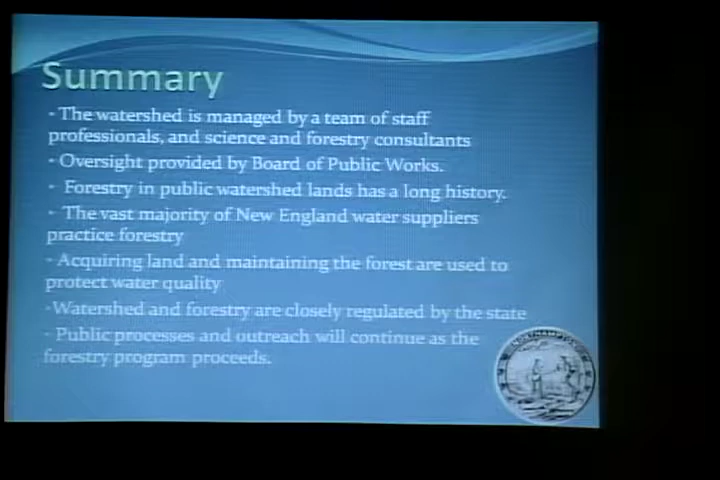 Summary
- The watershed is managed by a team of staff
professionals, and science and forestry consultants
- Oversight provided by Board of Public Works.
- Forestry in public watershed lands has a long history.
- The vast majority of New England water suppliers
practice forestry
- Acquiring land and maintaining the forest are used to
protect water quality
-Watershed and forestry are closely regulated by the state
- Public processes and outreach will continue as the
forestry program proceeds.
NORTHAMPTON